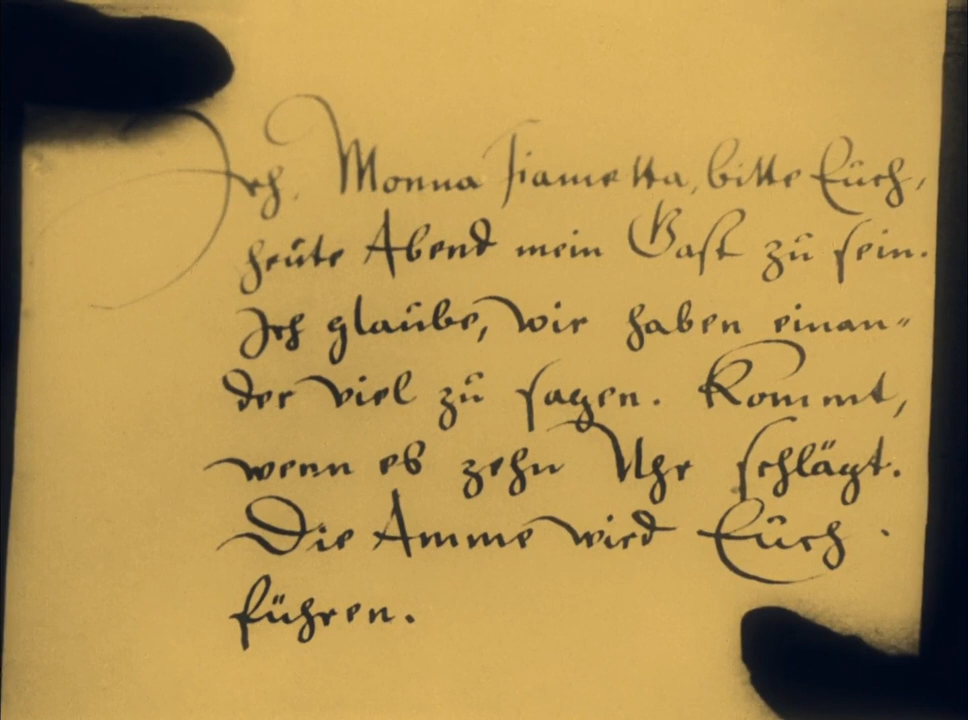 Ich, Monna Fiametta, bitte Euch,
heute Abend mein Gast zu sein.
Ich glaube, wir haben einan=
der viel zu sagen. Kommt,
wenn es zehn Uhr schlägt.
Die Amme wird Euch
führen.